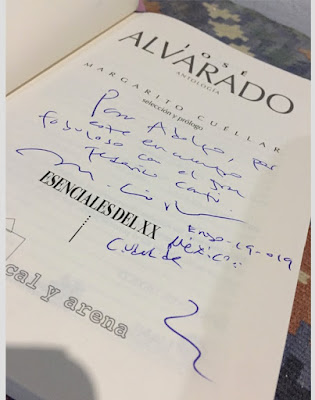 JOSÉ
ALVARADO
ANTOLOGÍA
MARGARITO CUÉLLAR
selección y prólogo
Para Adolfo, por
este encuentro
fabuloso con el gran
ESENCIALES DEL XX
Enero-19-019
México
Ciudad de
cal y arena